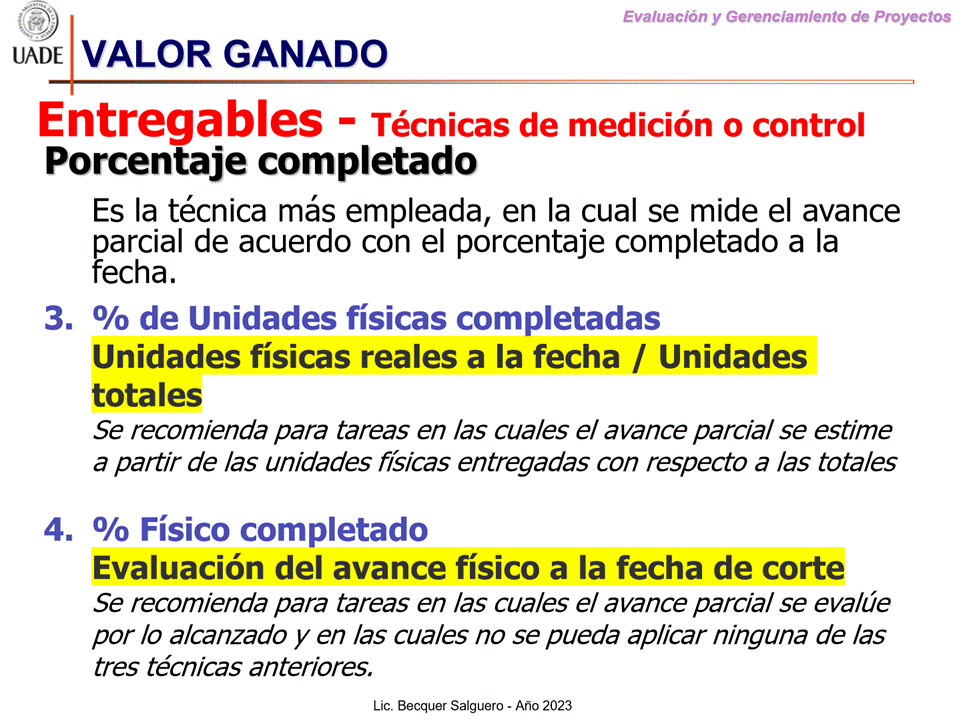 Evaluación y Gerenciamiento de Proyectos
UADE
VALOR GANADO
Entregables - Técnicas de medición o control
Porcentaje completado
Es la técnica más empleada, en la cual se mide el avance
parcial de acuerdo con el porcentaje completado a la
fecha.
3. % de Unidades físicas completadas
Unidades físicas reales a la fecha / Unidades
totales
Se recomienda para tareas en las cuales el avance parcial se estime
a partir de las unidades físicas entregadas con respecto a las totales
4. % Físico completado
Evaluación del avance físico a la fecha de corte
Se recomienda para tareas en las cuales el avance parcial se evalúe
por lo alcanzado y en las cuales no se pueda aplicar ninguna de las
tres técnicas anteriores.
Lic. Becquer Salguero - Año 2023